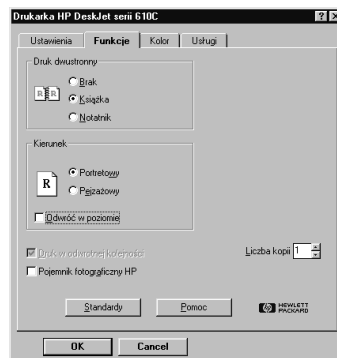 Drukarka HP DeskJet serii 610C
Ustawienia Funkcje Kolor Usługi
Druk dwustronny
Brak
Książka
Notatnik
Kierunek
Portretowy
Pejzażowy
Odwróć w poziomie
Druk w odwrotnej kolejności
Liczba kopii 1
Pojemnik fotograficzny HP
Standardy Pomoc
HEWLETT
PACKARD
OK Cancel